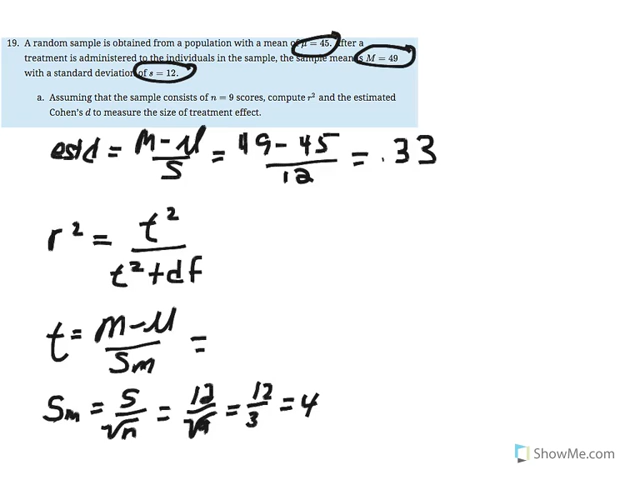 19. A random sample is obtained from a population with a mean of μ = 45. After a
treatment is administered to the individuals in the sample, the sample mean is M = 49
with a standard deviation of s = 12.
a. Assuming that the sample consists of n = 9 scores, compute r² and the estimated
Cohen's d to measure the size of treatment effect.
est d = M-μ/S = 49-45/12 = .33
r² = t²/t²+df
t = M-μ/Sm =
Sm = S/√n = 12/√9 = 12/3 = 4
ShowMe.com